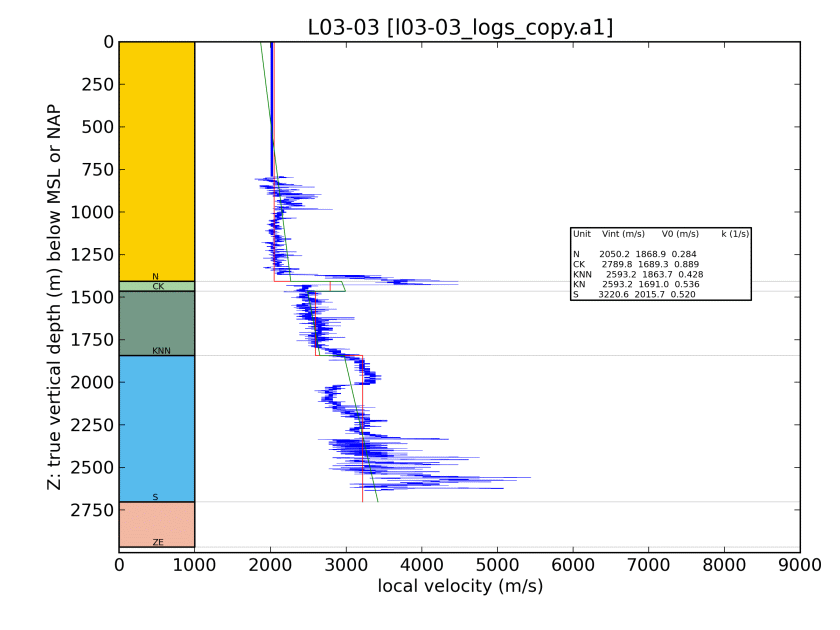 L03-03 [l03-03_logs_copy.a1]
Z: true vertical depth (m) below MSL or NAP
0
250
500
750
1000
1250
1500
1750
2000
2250
2500
2750
N
CK
KNN
S
ZE
Unit Vint (m/s) V0 (m/s) k (1/s)
N 2050.2 1868.9 0.284
CK 2789.8 1689.3 0.889
KNN 2593.2 1863.7 0.428
KN 2593.2 1691.0 0.536
S 3220.6 2015.7 0.520
0 1000 2000 3000 4000 5000 6000 7000 8000 9000
local velocity (m/s)